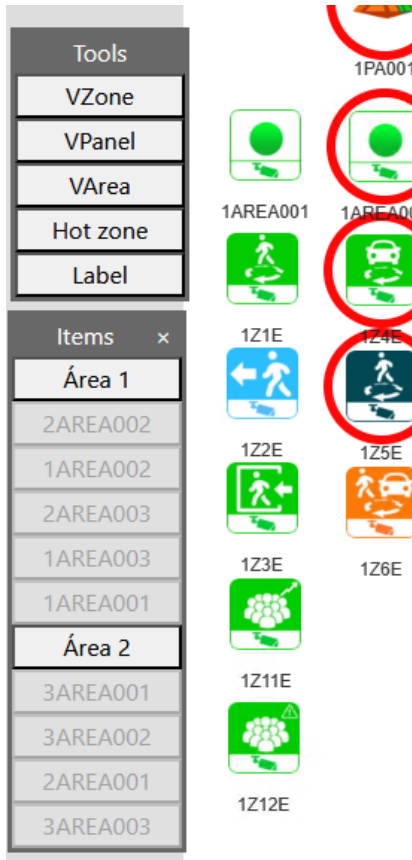 Tools
VZone
VPanel
VArea
Hot zone
Label
Items ×
Área 1
2AREA002
1AREA002
2AREA003
1AREA003
1AREA001
Área 2
3AREA001
3AREA002
2AREA001
3AREA003
1PA001
1AREA001
1Z1E
1Z4E
1Z2E
1Z5E
1Z3E
1Z6E
1Z11E
1Z12E